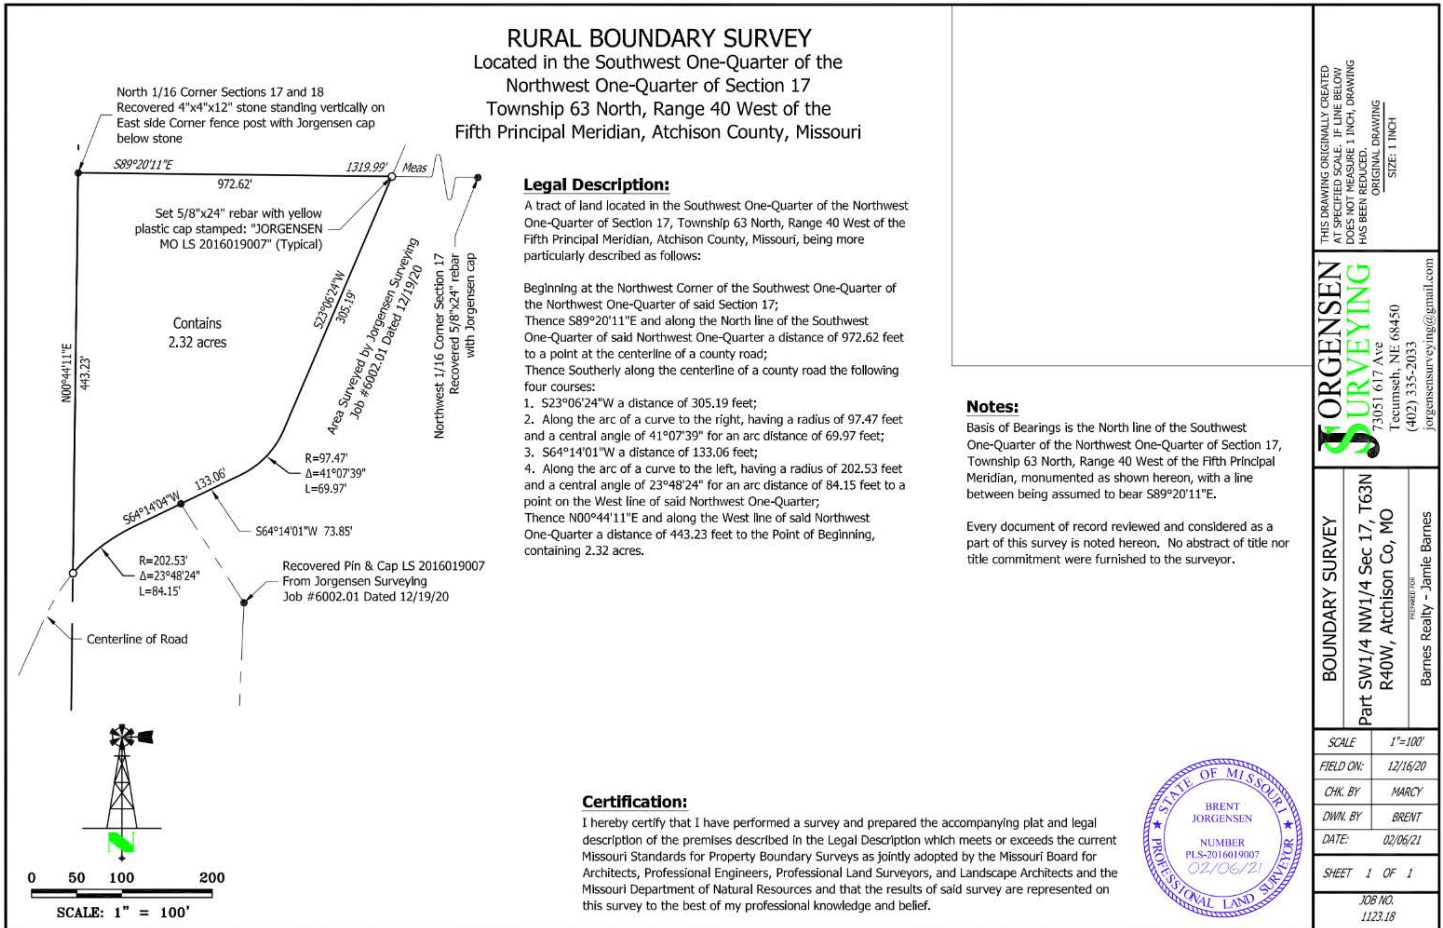 RURAL BOUNDARY SURVEY
Located in the Southwest One-Quarter of the
Northwest One-Quarter of Section 17
Township 63 North, Range 40 West of the
Fifth Principal Meridian, Atchison County, Missouri
North 1/16 Corner Sections 17 and 18
Recovered 4"x4"x12" stone standing vertically on
East side Corner fence post with Jorgensen cap
below stone
S89°20'11"E
1319.99' Meas
972.62'
Set 5/8"x24" rebar with yellow
plastic cap stamped: "JORGENSEN
MO LS 2016019007" (Typical)
S23°06'24"W
305.19'
Area Surveyed by Jorgensen Surveying
Job #6002.01 Dated 12/19/20
Northwest 1/16 Corner Section 17
Recovered 5/8"x24" rebar
with Jorgensen cap
Contains
2.32 acres
N00°44'11"E
443.23'
R=97.47'
Δ=41°07'39"
L=69.97'
S64°14'04"W
133.06'
S64°14'01"W 73.85'
R=202.53'
Δ=23°48'24"
L=84.15'
Recovered Pin & Cap LS 2016019007
From Jorgensen Surveying
Job #6002.01 Dated 12/19/20
Centerline of Road
N
0 50 100 200
SCALE: 1" = 100'
Legal Description:
A tract of land located in the Southwest One-Quarter of the Northwest
One-Quarter of Section 17, Township 63 North, Range 40 West of the
Fifth Principal Meridian, Atchison County, Missouri, being more
particularly described as follows:
Beginning at the Northwest Corner of the Southwest One-Quarter of
the Northwest One-Quarter of said Section 17;
Thence S89°20'11"E and along the North line of the Southwest
One-Quarter of said Northwest One-Quarter a distance of 972.62 feet
to a point at the centerline of a county road;
Thence Southerly along the centerline of a county road the following
four courses:
1. S23°06'24"W a distance of 305.19 feet;
2. Along the arc of a curve to the right, having a radius of 97.47 feet
and a central angle of 41°07'39" for an arc distance of 69.97 feet;
3. S64°14'01"W a distance of 133.06 feet;
4. Along the arc of a curve to the left, having a radius of 202.53 feet
and a central angle of 23°48'24" for an arc distance of 84.15 feet to a
point on the West line of said Northwest One-Quarter;
Thence N00°44'11"E and along the West line of said Northwest
One-Quarter a distance of 443.23 feet to the Point of Beginning,
containing 2.32 acres.
Notes:
Basis of Bearings is the North line of the Southwest
One-Quarter of the Northwest One-Quarter of Section 17,
Township 63 North, Range 40 West of the Fifth Principal
Meridian, monumented as shown hereon, with a line
between being assumed to bear S89°20'11"E.
Every document of record reviewed and considered as a
part of this survey is noted hereon. No abstract of title nor
title commitment were furnished to the surveyor.
Certification:
I hereby certify that I have performed a survey and prepared the accompanying plat and legal
description of the premises described in the Legal Description which meets or exceeds the current
Missouri Standards for Property Boundary Surveys as jointly adopted by the Missouri Board for
Architects, Professional Engineers, Professional Land Surveyors, and Landscape Architects and the
Missouri Department of Natural Resources and that the results of said survey are represented on
this survey to the best of my professional knowledge and belief.
STATE OF MISSOURI
BRENT
JORGENSEN
NUMBER
PLS-2016019007
02/06/21
PROFESSIONAL LAND SURVEYOR
THIS DRAWING ORIGINALLY CREATED
AT SPECIFIED SCALE. IF LINE BELOW
DOES NOT MEASURE 1 INCH, DRAWING
HAS BEEN REDUCED.
ORIGINAL DRAWING
SIZE: 1 INCH
JORGENSEN
SURVEYING
73051 617 Ave
Tecumseh, NE 68450
(402) 335-2033
jorgensensurveying@gmail.com
BOUNDARY SURVEY
Part SW1/4 NW1/4 Sec 17, T63N
R40W, Atchison Co, MO
PREPARED FOR
Barnes Realty - Jamie Barnes
SCALE 1"=100'
FIELD ON: 12/16/20
CHK. BY MARCY
DWN. BY BRENT
DATE: 02/06/21
SHEET 1 OF 1
JOB NO.
1123.18